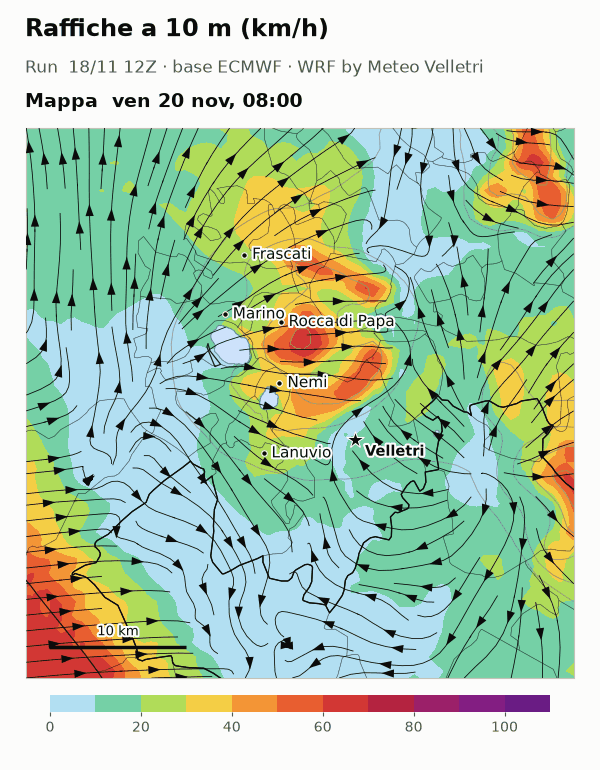 Raffiche a 10 m (km/h)
Run  18/11 12Z · base ECMWF · WRF by Meteo Velletri
Mappa  ven 20 nov, 08:00
Frascati
Marino
Rocca di Papa
Nemi
Lanuvio
Velletri
10 km
0 20 40 60 80 100